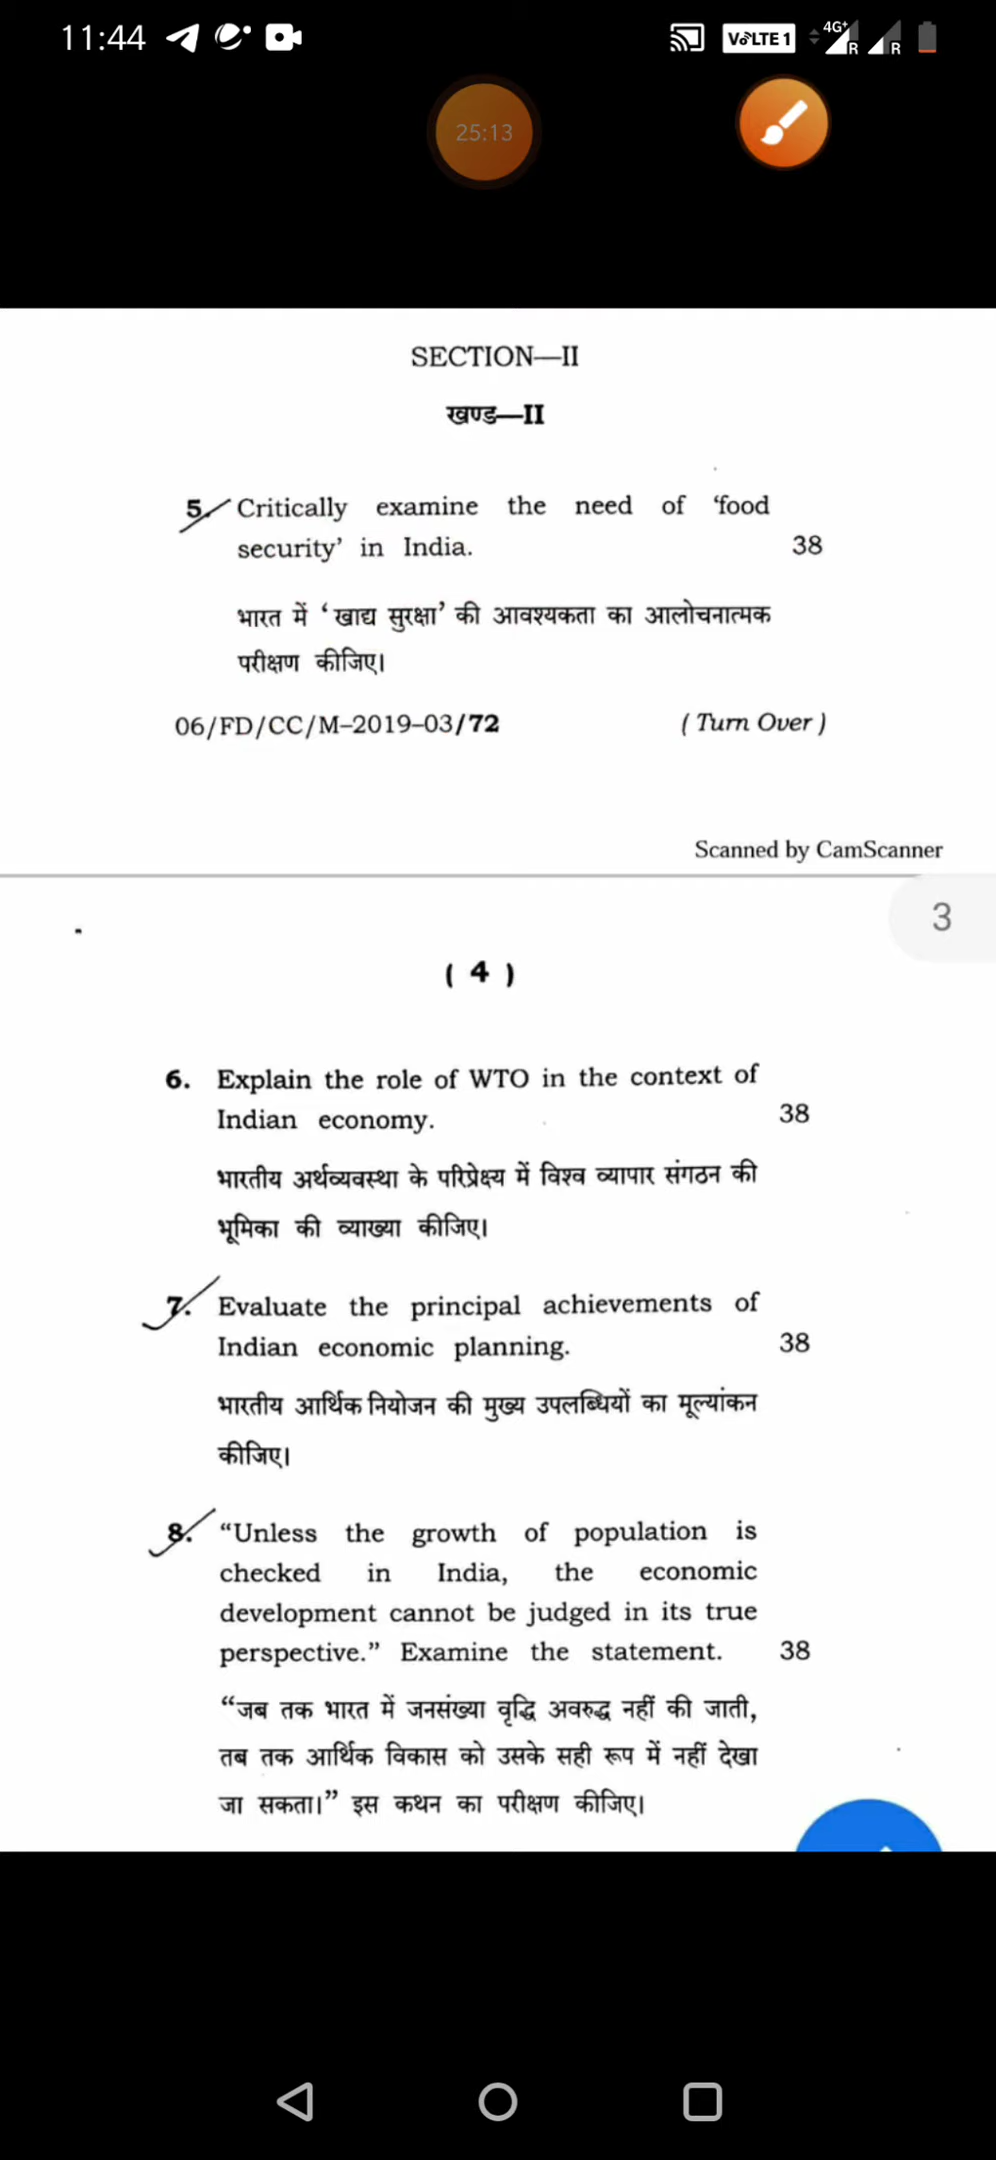 11:44
VoLTE 1
4G+
R
R
25:13
SECTION—II
खण्ड—II
5. Critically examine the need of ‘food
security’ in India. 38
भारत में ‘खाद्य सुरक्षा’ की आवश्यकता का आलोचनात्मक
परीक्षण कीजिए।
06/FD/CC/M–2019–03/72 ( Turn Over )
Scanned by CamScanner
3
( 4 )
6. Explain the role of WTO in the context of
Indian economy. 38
भारतीय अर्थव्यवस्था के परिप्रेक्ष्य में विश्व व्यापार संगठन की
भूमिका की व्याख्या कीजिए।
7. Evaluate the principal achievements of
Indian economic planning. 38
भारतीय आर्थिक नियोजन की मुख्य उपलब्धियों का मूल्यांकन
कीजिए।
8. “Unless the growth of population is
checked in India, the economic
development cannot be judged in its true
perspective.” Examine the statement. 38
“जब तक भारत में जनसंख्या वृद्धि अवरुद्ध नहीं की जाती,
तब तक आर्थिक विकास को उसके सही रूप में नहीं देखा
जा सकता।” इस कथन का परीक्षण कीजिए।